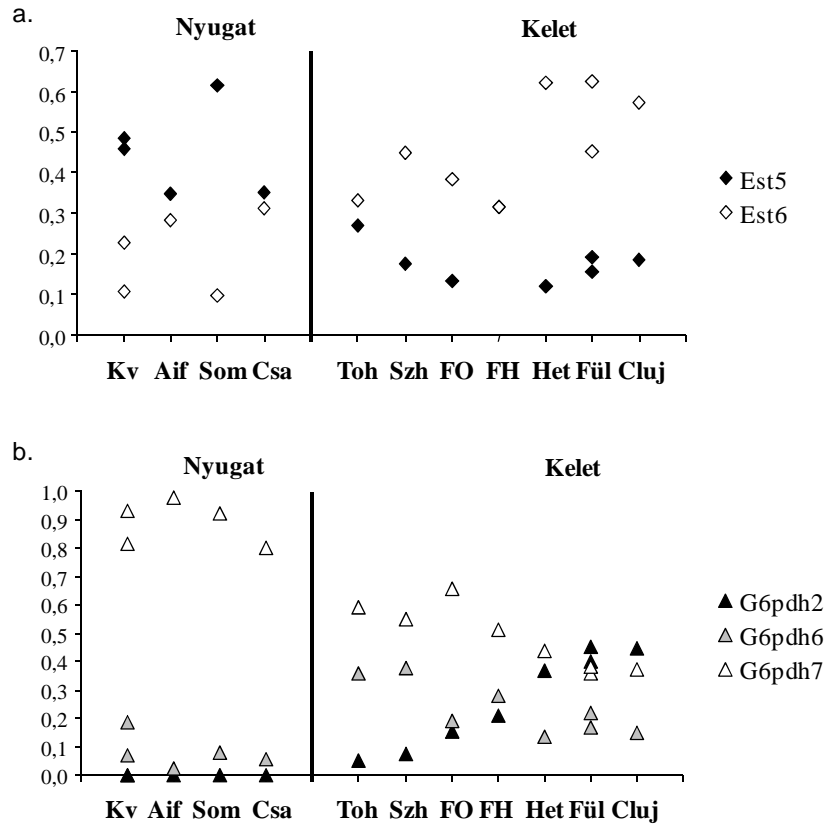 a.
Nyugat Kelet
0,7
0,6
0,5
0,4
0,3
0,2
0,1
0,0
Est5
Est6
Kv Aif Som Csa Toh Szh FO FH Het Fül Cluj
b.
Nyugat Kelet
1,0
0,9
0,8
0,7
0,6
0,5
0,4
0,3
0,2
0,1
0,0
G6pdh2
G6pdh6
G6pdh7
Kv Aif Som Csa Toh Szh FO FH Het Fül Cluj